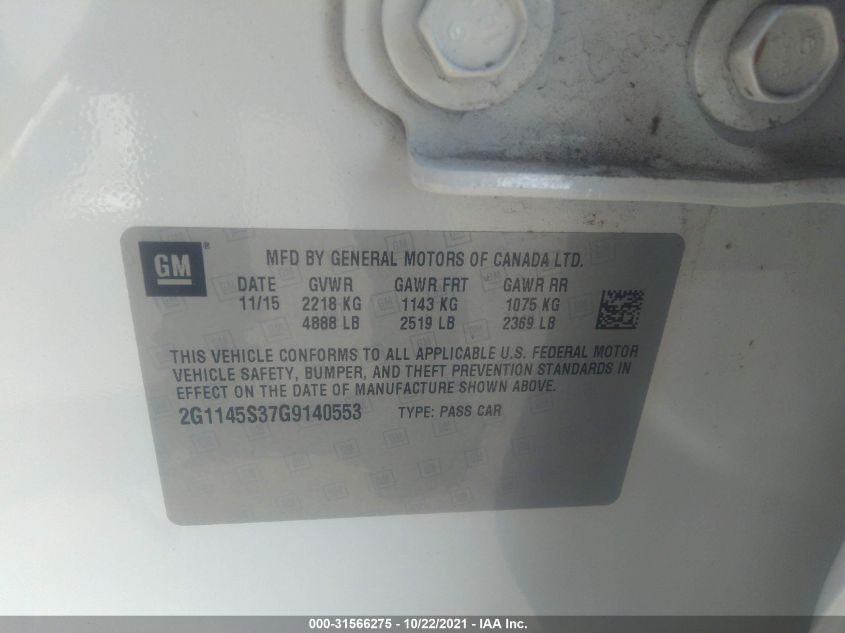 GM ®
MFD BY GENERAL MOTORS OF CANADA LTD.
DATE GVWR GAWR FRT GAWR RR
11/15 2218 KG 1143 KG 1075 KG
4888 LB 2519 LB 2369 LB
THIS VEHICLE CONFORMS TO ALL APPLICABLE U.S. FEDERAL MOTOR
VEHICLE SAFETY, BUMPER, AND THEFT PREVENTION STANDARDS IN
EFFECT ON THE DATE OF MANUFACTURE SHOWN ABOVE.
2G1145S37G9140553 TYPE: PASS CAR
000-31566275 - 10/22/2021 - IAA Inc.